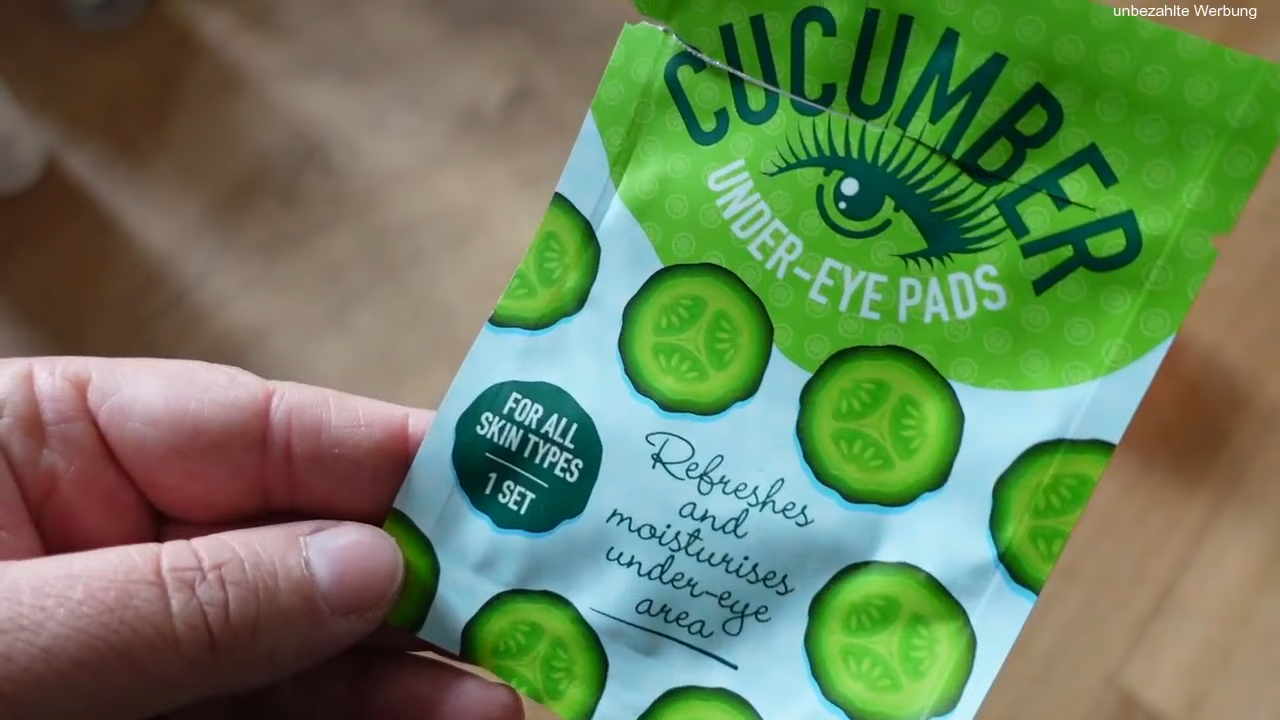 unbezahlte Werbung
CUCUMBER
UNDER-EYE PADS
FOR ALL
SKIN TYPES
1 SET
Refreshes
and
moisturises
under-eye
area